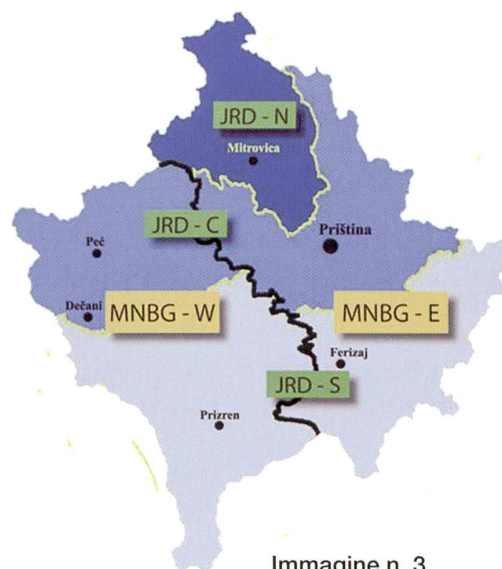 JRD - N
Mitrovica
JRD - C
Priština
Peć
Dečani
MNBG - W
MNBG - E
Ferizaj
JRD - S
Prizren
Immagine n. 3